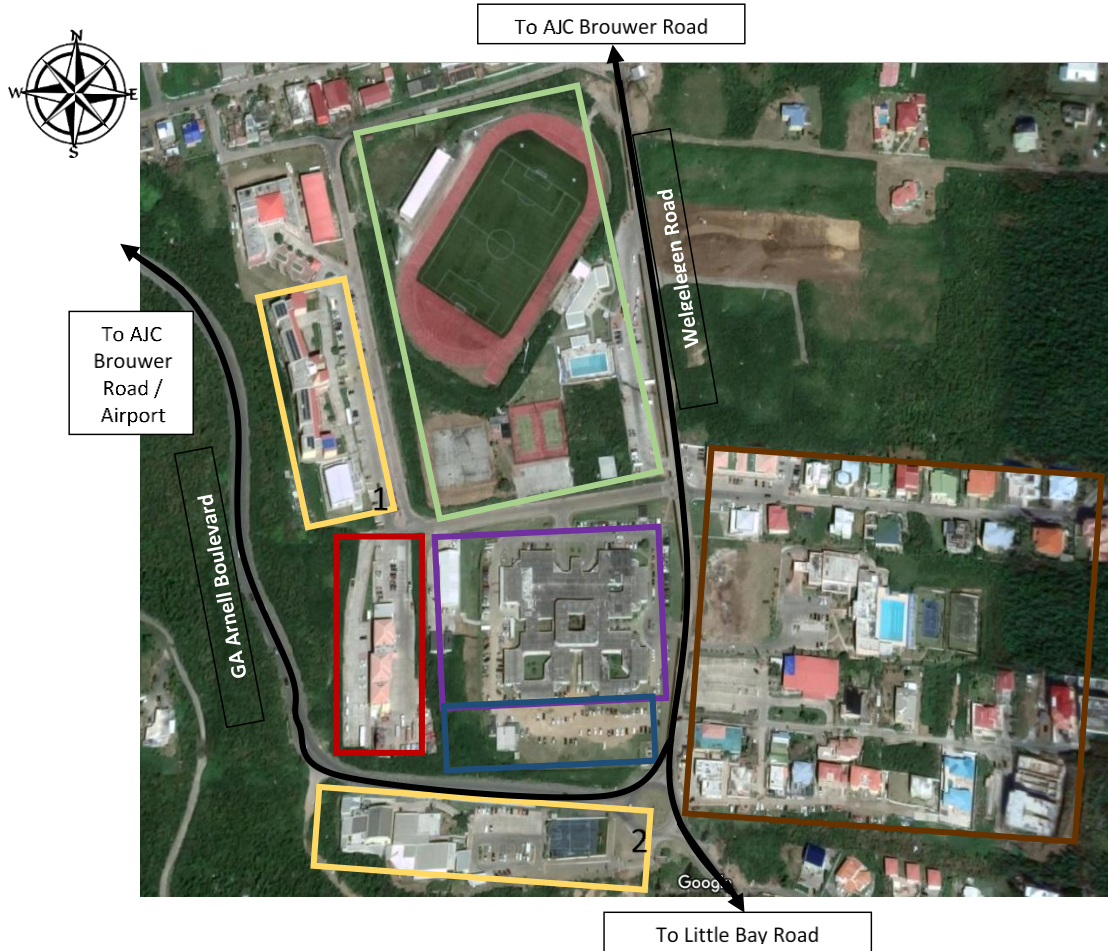 To AJC Brouwer Road
N
W
E
S
Welgelegen Road
To AJC
Brouwer
Road /
Airport
1
GA Arnell Boulevard
2
Google
To Little Bay Road